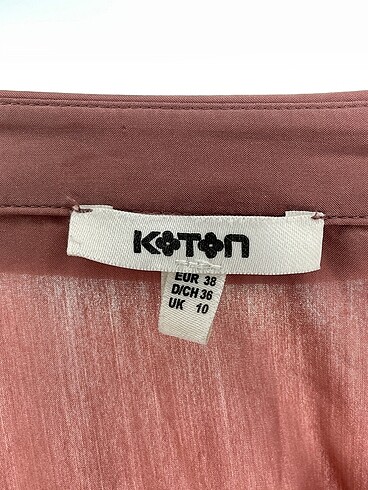 KOTON
EUR 38
D/CH 36
UK 10